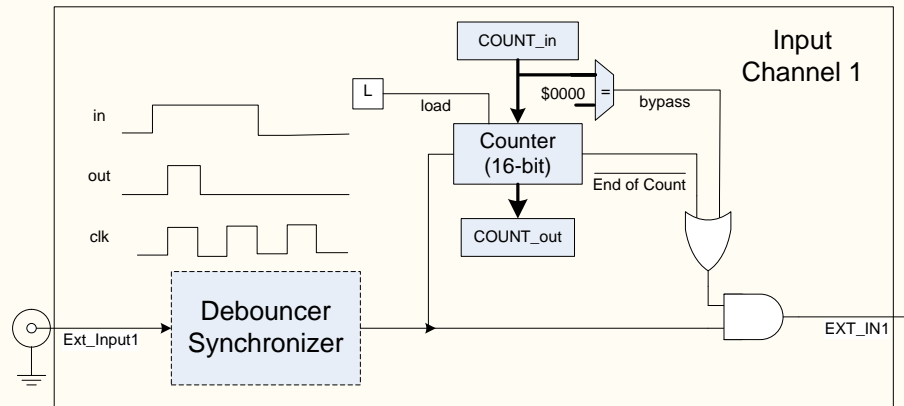 COUNT_in
Input
Channel 1
L
load
$0000
=
bypass
in
Counter
(16-bit)
End of Count
out
COUNT_out
clk
Debouncer
Synchronizer
Ext_Input1
EXT_IN1